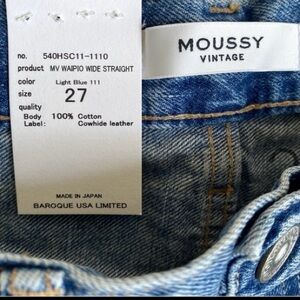 no. 540HSC11-1110
product MV WAIPIO WIDE STRAIGHT
color Light Blue 111
size 27
quality
Body 100% Cotton
Label: Cowhide leather
MADE IN JAPAN
BAROQUE USA LIMITED
MOUSSY
VINTAGE